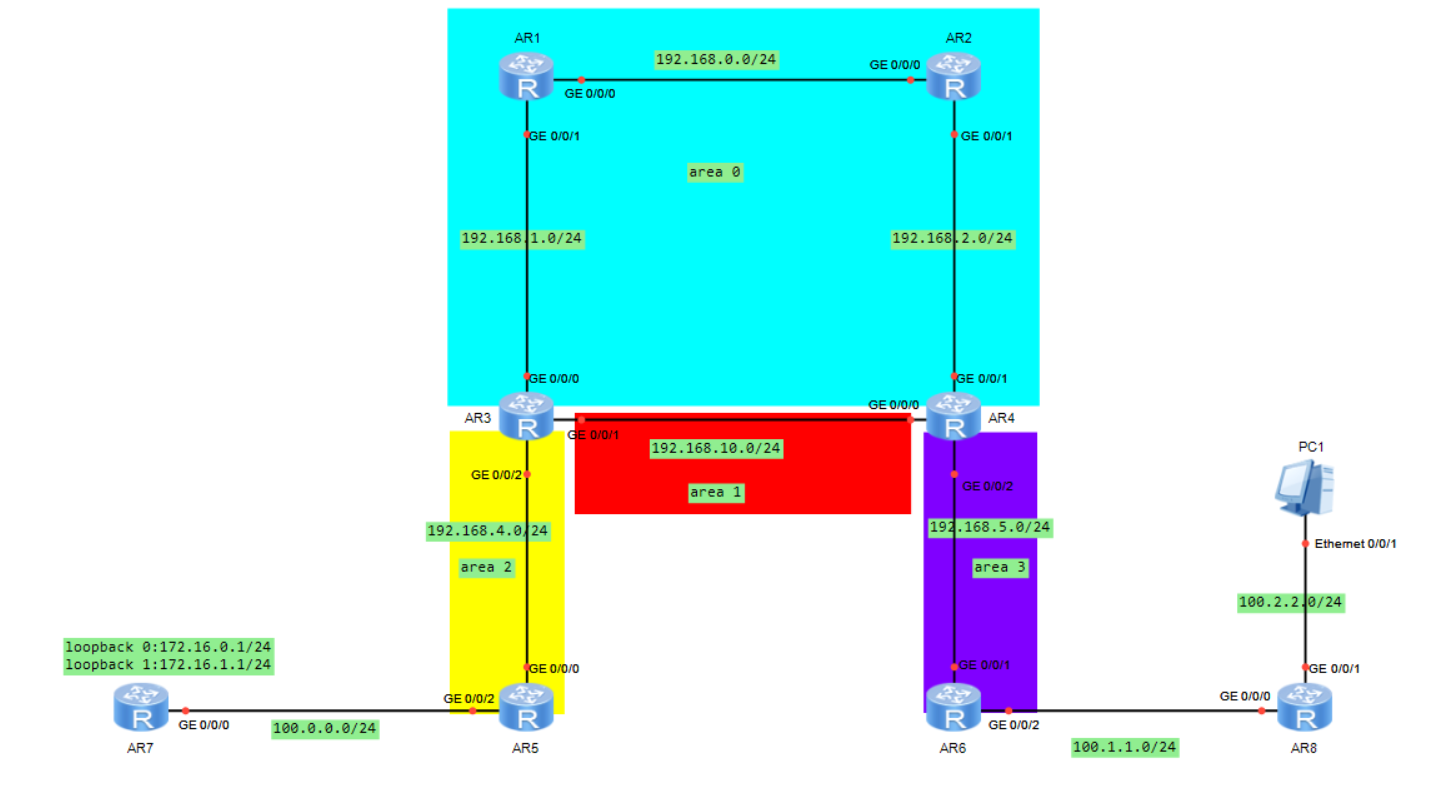 AR1
AR2
192.168.0.0/24
GE 0/0/0
GE 0/0/0
R
R
GE 0/0/1
GE 0/0/1
area 0
192.168.1.0/24
192.168.2.0/24
GE 0/0/0
GE 0/0/1
GE 0/0/0
AR3
AR4
R
R
GE 0/0/1
192.168.10.0/24
PC1
GE 0/0/2
GE 0/0/2
area 1
192.168.4.0/24
192.168.5.0/24
Ethernet 0/0/1
area 2
area 3
100.2.2.0/24
loopback 0:172.16.0.1/24
loopback 1:172.16.1.1/24
GE 0/0/0
GE 0/0/1
GE 0/0/1
GE 0/0/2
GE 0/0/0
R
R
R
R
GE 0/0/0
100.0.0.0/24
GE 0/0/2
AR7
AR5
AR6
100.1.1.0/24
AR8